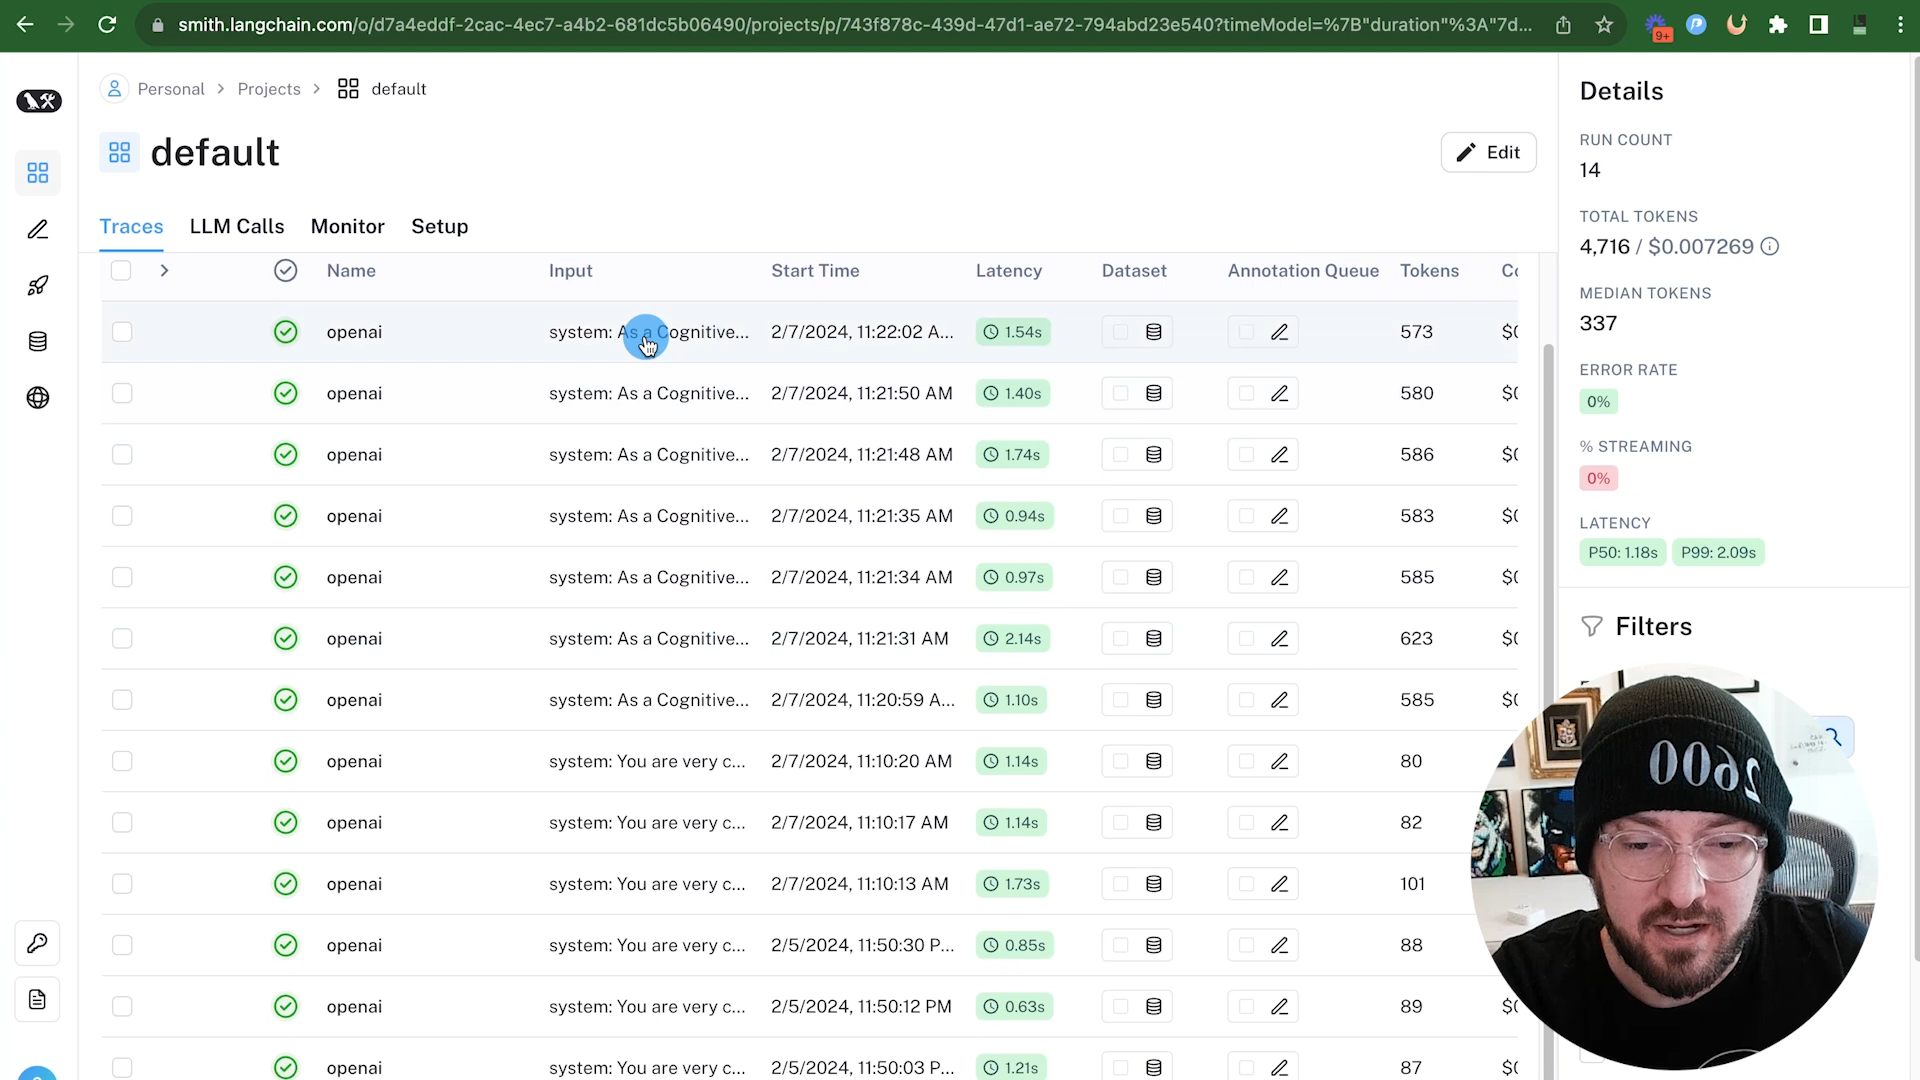 smith.langchain.com/o/d7a4eddf-2cac-4ec7-a4b2-681dc5b06490/projects/p/743f878c-439d-47d1-ae72-794abd23e540?timeModel=%7B"duration"%3A"7d...
9+
Personal > Projects > default
default
Edit
Traces LLM Calls Monitor Setup
Name Input Start Time Latency Dataset Annotation Queue Tokens
openai system: As a Cognitive... 2/7/2024, 11:22:02 A... 1.54s 573
openai system: As a Cognitive... 2/7/2024, 11:21:50 AM 1.40s 580
openai system: As a Cognitive... 2/7/2024, 11:21:48 AM 1.74s 586
openai system: As a Cognitive... 2/7/2024, 11:21:35 AM 0.94s 583
openai system: As a Cognitive... 2/7/2024, 11:21:34 AM 0.97s 585
openai system: As a Cognitive... 2/7/2024, 11:21:31 AM 2.14s 623
openai system: As a Cognitive... 2/7/2024, 11:20:59 A... 1.10s 585
openai system: You are very c... 2/7/2024, 11:10:20 AM 1.14s 80
openai system: You are very c... 2/7/2024, 11:10:17 AM 1.14s 82
openai system: You are very c... 2/7/2024, 11:10:13 AM 1.73s 101
openai system: You are very c... 2/5/2024, 11:50:30 P... 0.85s 88
openai system: You are very c... 2/5/2024, 11:50:12 PM 0.63s 89
openai system: You are very c... 2/5/2024, 11:50:03 P... 1.21s 87
Details
RUN COUNT
14
TOTAL TOKENS
4,716 / $0.007269
MEDIAN TOKENS
337
ERROR RATE
0%
% STREAMING
0%
LATENCY
P50: 1.18s P99: 2.09s
Filters
2600